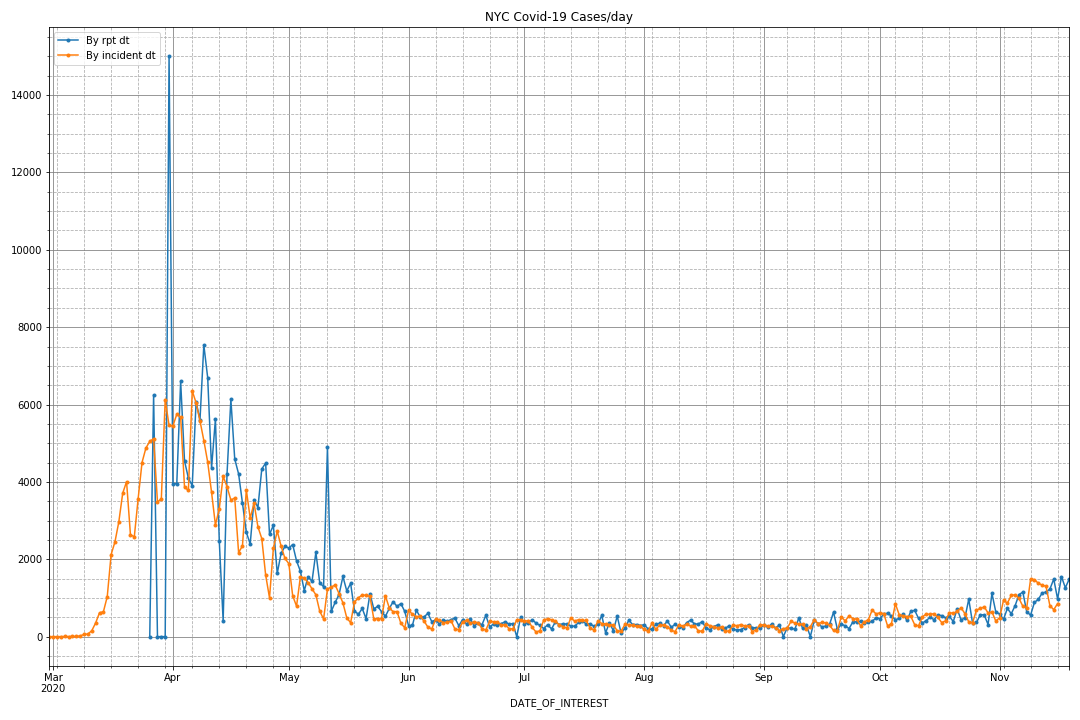 NYC Covid-19 Cases/day
By rpt dt
By incident dt
14000
12000
10000
8000
6000
4000
2000
0
Mar Apr May Jun Jul Aug Sep Oct Nov
2020
DATE_OF_INTEREST